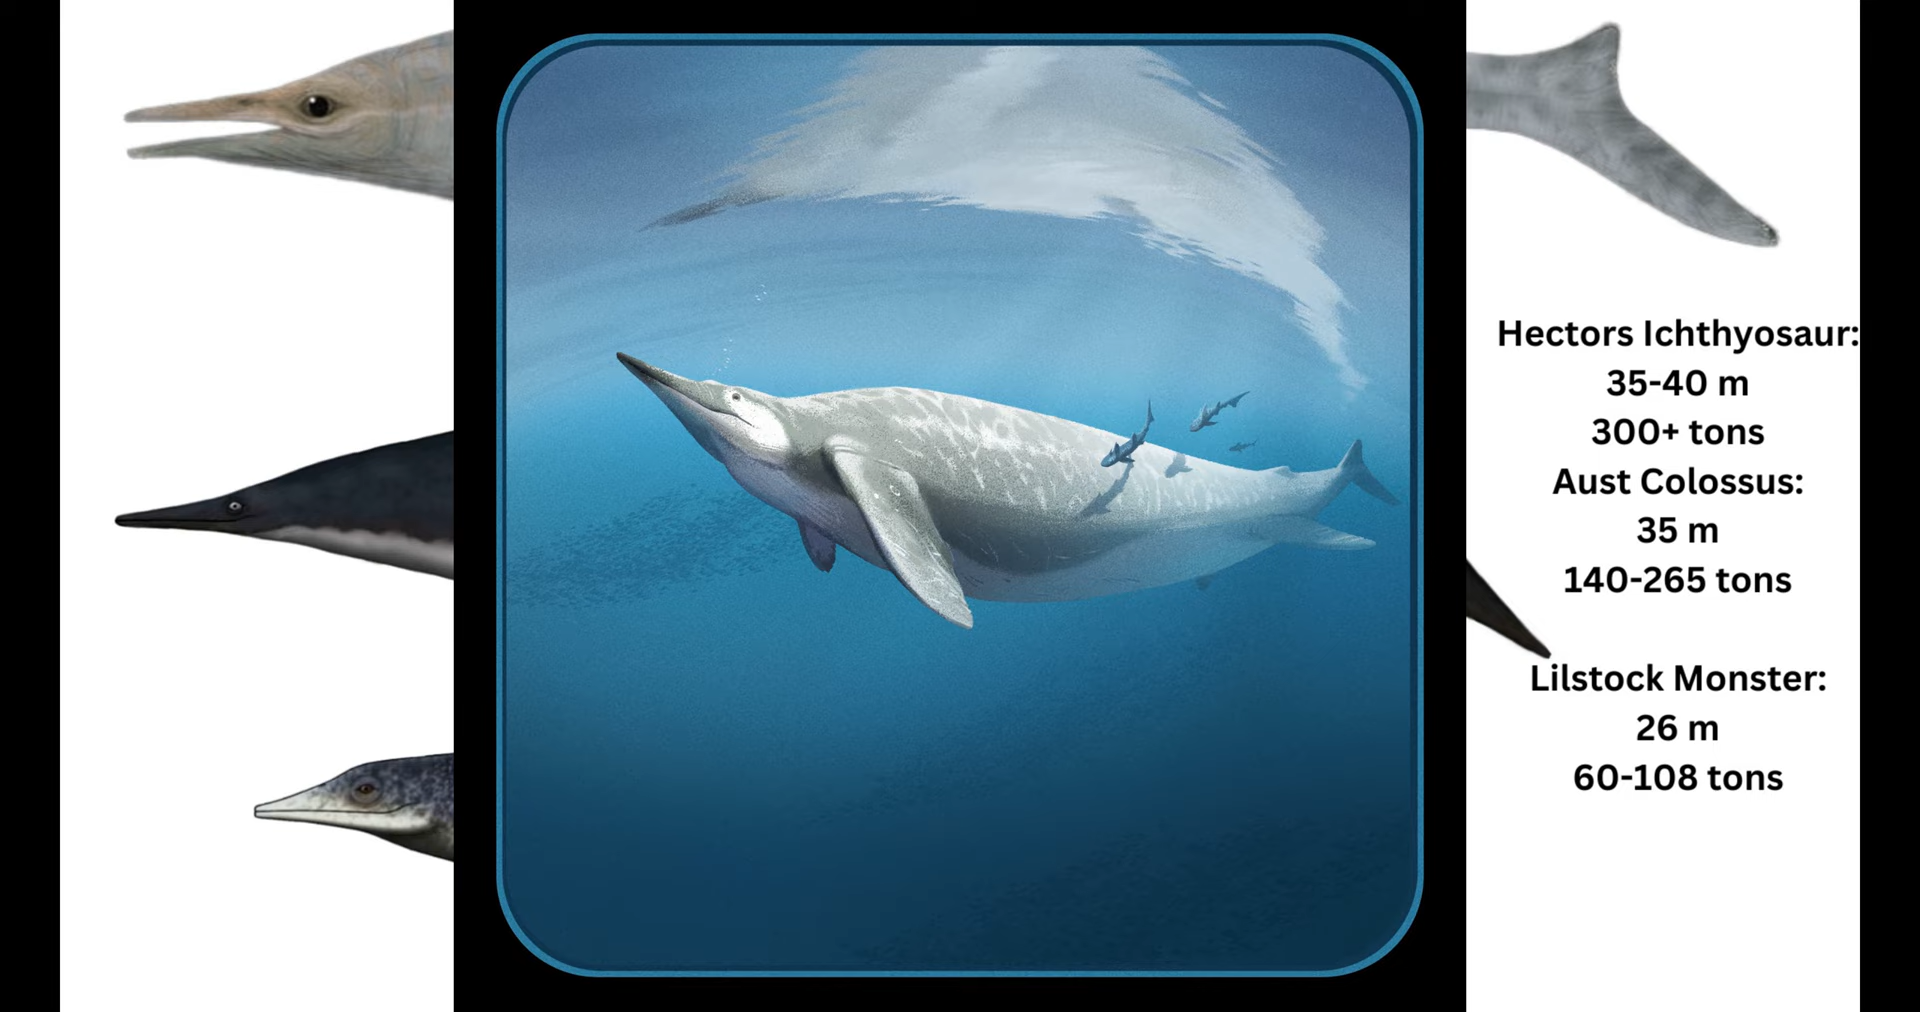 Hectors Ichthyosaur:
35-40 m
300+ tons
Aust Colossus:
35 m
140-265 tons
Lilstock Monster:
26 m
60-108 tons